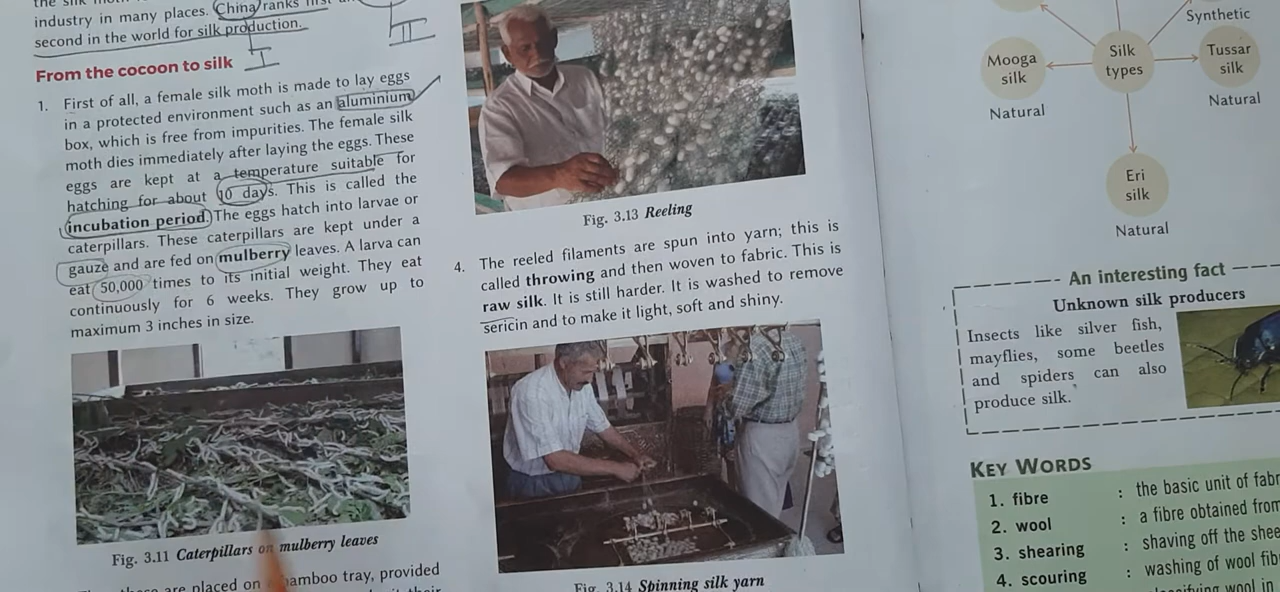 the silk moth
industry in many places. China ranks first
second in the world for silk production.
I
II
From the cocoon to silk
1. First of all, a female silk moth is made to lay eggs
in a protected environment such as an aluminium
box, which is free from impurities. The female silk
moth dies immediately after laying the eggs. These
eggs are kept at a temperature suitable for
hatching for about 10 days. This is called the
incubation period. The eggs hatch into larvae or
caterpillars. These caterpillars are kept under a
gauze and are fed on mulberry leaves. A larva can
eat 50,000 times to its initial weight. They eat
continuously for 6 weeks. They grow up to
maximum 3 inches in size.
Fig. 3.11 Caterpillars on mulberry leaves
are placed on bamboo tray, provided
Fig. 3.13 Reeling
4. The reeled filaments are spun into yarn; this is
called throwing and then woven to fabric. This is
raw silk. It is still harder. It is washed to remove
sericin and to make it light, soft and shiny.
Fig. 3.14 Spinning silk yarn
Synthetic
Mooga
silk
Natural
Silk
types
Tussar
silk
Natural
Eri
silk
Natural
An interesting fact
Unknown silk producers
Insects like silver fish,
mayflies, some beetles
and spiders can also
produce silk.
KEY WORDS
1. fibre : the basic unit of
2. wool : a fibre obtained from
3. shearing : shaving off the
4. scouring : washing of wool
wool in